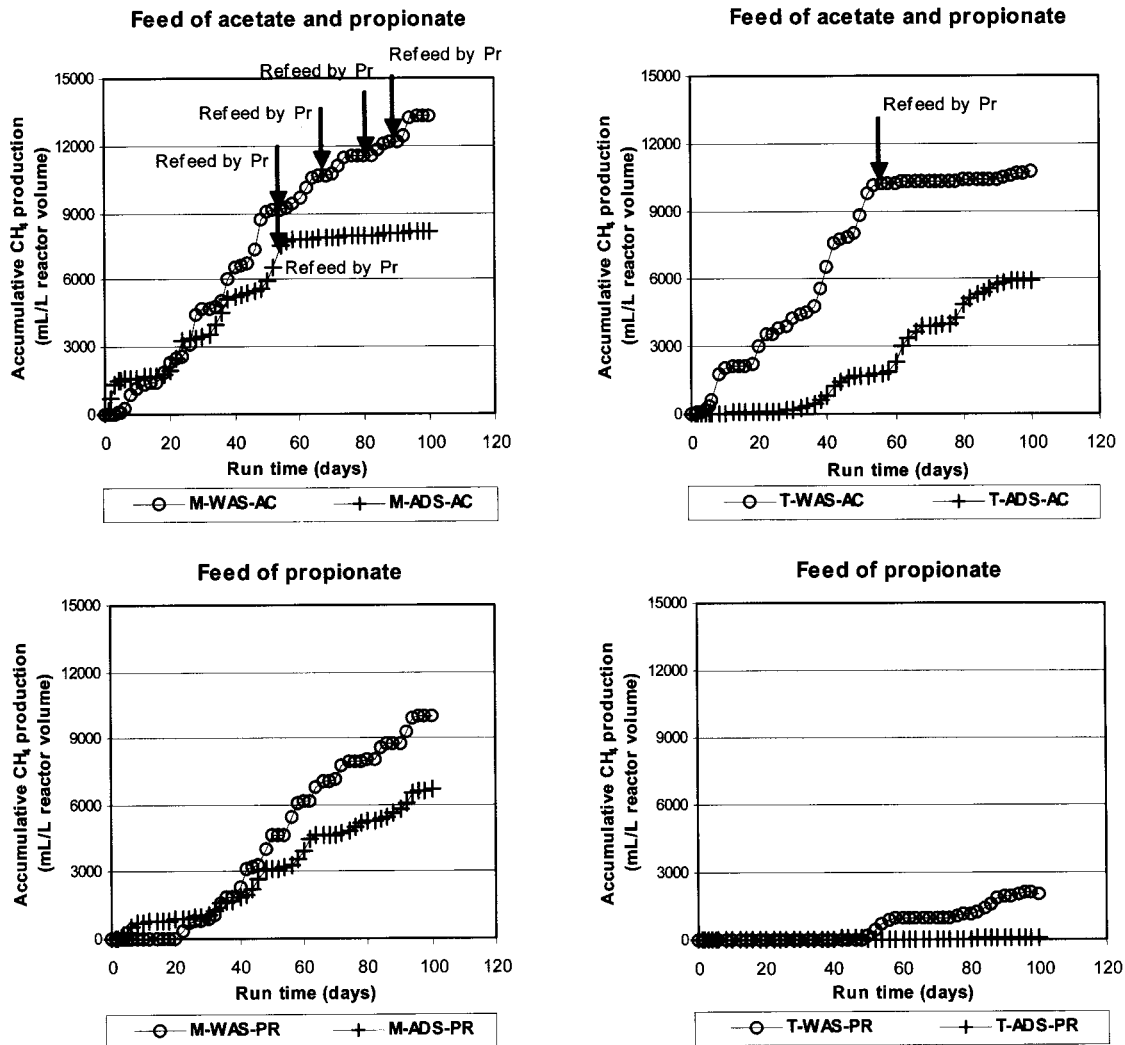 Feed of acetate and propionate
Accumulative CH₄ production
(mL/L reactor volume)
15000
12000
9000
6000
3000
0
Refeed by Pr
Refeed by Pr
Refeed by Pr
Refeed by Pr
Refeed by Pr
0 20 40 60 80 100 120
Run time (days)
M-WAS-AC M-ADS-AC
Feed of acetate and propionate
Accumulative CH₄ production
(mL/L reactor volume)
15000
12000
9000
6000
3000
0
Refeed by Pr
0 20 40 60 80 100 120
Run time (days)
T-WAS-AC T-ADS-AC
Feed of propionate
Accumulative CH₄ production
(mL/L reactor volume)
15000
12000
9000
6000
3000
0
0 20 40 60 80 100 120
Run time (days)
M-WAS-PR M-ADS-PR
Feed of propionate
Accumulative CH₄ production
(mL/L reactor volume)
15000
12000
9000
6000
3000
0
0 20 40 60 80 100 120
Run time (days)
T-WAS-PR T-ADS-PR